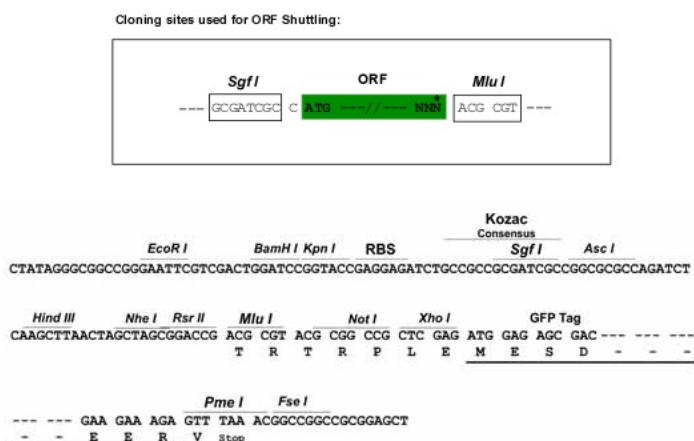 Cloning sites used for ORF Shuttling:
Sgf I ORF Mlu I
--- GCGATCGC C ATG ---//--- NNN* ACG CGT ---
Kozac
Consensus
EcoR I BamH I Kpn I RBS Sgf I Asc I
CTATAGGGCGGCCGGGAATTCGTCGACTGGATCCGGTACCGAGGAGATCTGCCGCCGCGATCGCCGGCGCGCCAGATCT
Hind III Nhe I Rsr II Mlu I Not I Xho I GFP Tag
CAAGCTTAACTAGCTAGCGGACCG ACG CGT ACG CGG CCG CTC GAG ATG GAG AGC GAC--- --- ---
T R T R P L E M E S D - - -
Pme I Fse I
--- --- GAA GAA AGA GTT TAA ACGGCCGGCCGCGGAGCT
- - E E R V Stop